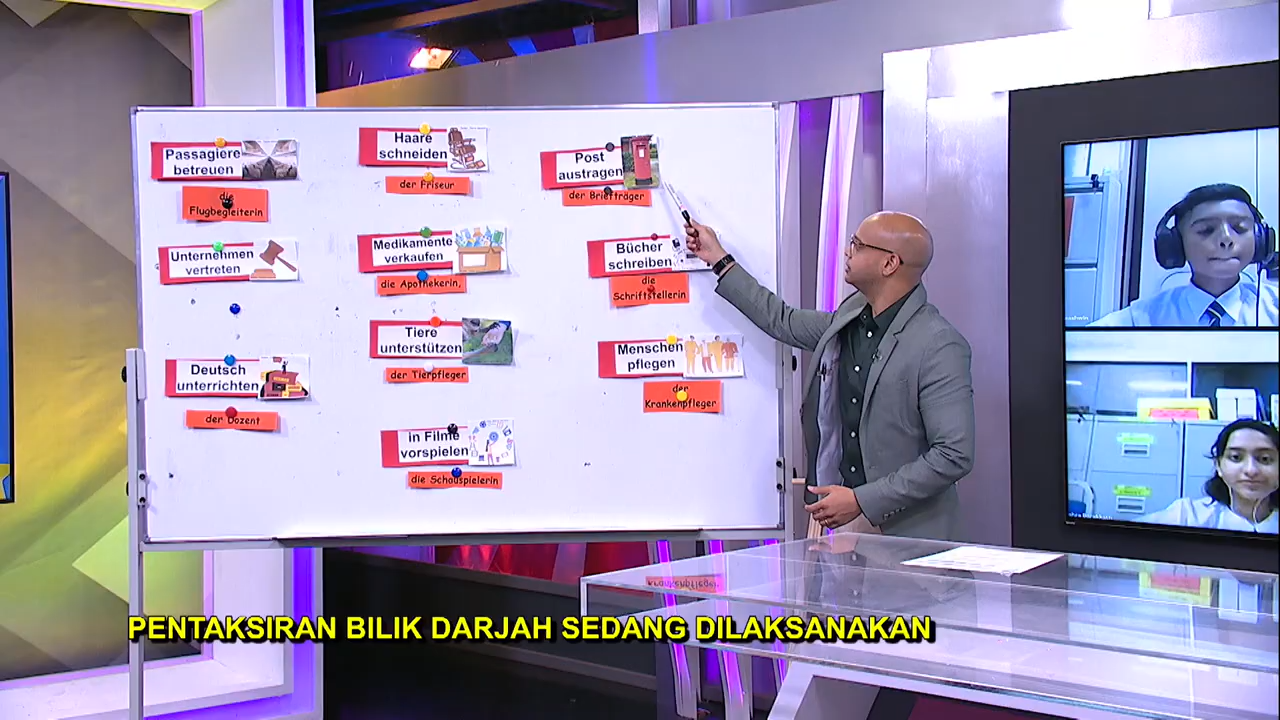 Passagiere
betreuen
die
Flugbegleiterin
Unternehmen
vertreten
Deutsch
unterrichten
der Dozent
Haare
schneiden
der Friseur
Medikamente
verkaufen
die Apothekerin,
Tiere
unterstützen
der Tierpfleger
in Filme
vorspielen
die Schauspielerin
Post
austragen
der Briefträger
Bücher
schreiben
die
Schriftstellerin
Menschen
pflegen
der
Krankenpfleger
PENTAKSIRAN BILIK DARJAH SEDANG DILAKSANAKAN